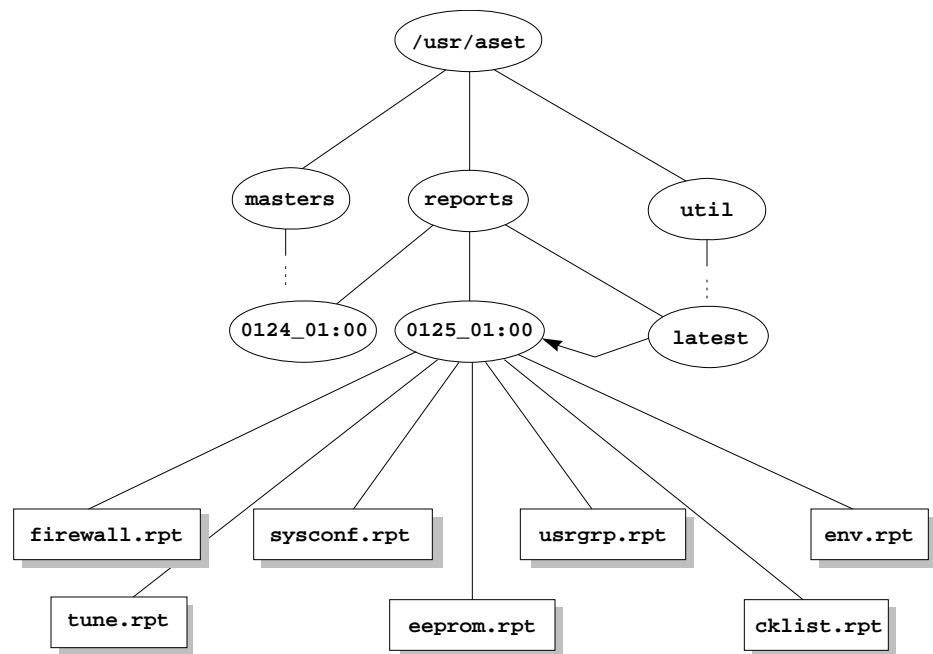 /usr/aset
masters
reports
util
0124_01:00
0125_01:00
latest
firewall.rpt
sysconf.rpt
usrgrp.rpt
env.rpt
tune.rpt
eeprom.rpt
cklist.rpt